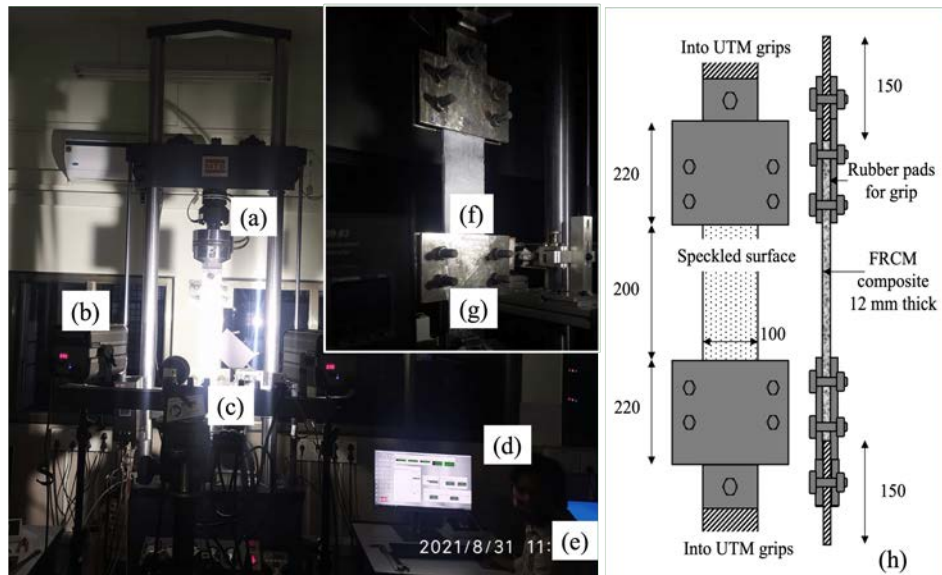 MTS
(a)
(b)
(c)
(d)
2021/8/31 11:
(e)
(f)
(g)
Into UTM grips
220
Speckled surface
200
100
220
Into UTM grips
150
Rubber pads
for grip
FRCM
composite
12 mm thick
150
(h)